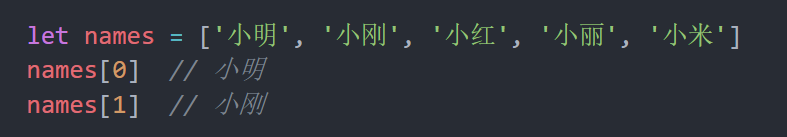 let names = ['小明', '小刚', '小红', '小丽', '小米']
names[0]  // 小明
names[1]  // 小刚